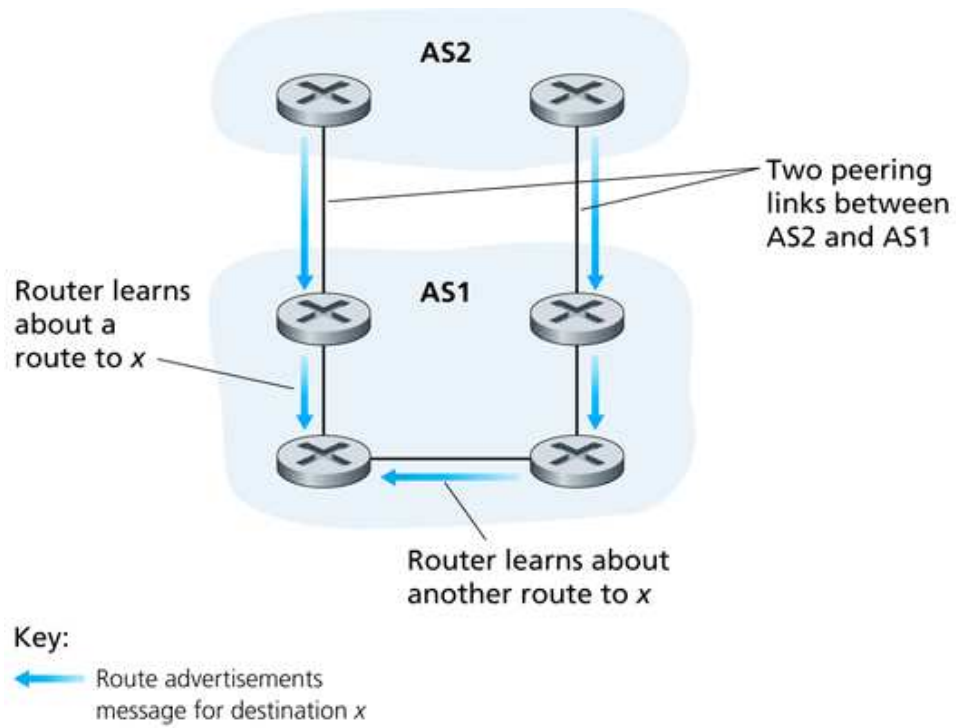 AS2
Two peering
links between
AS2 and AS1
AS1
Router learns
about a
route to x
Router learns about
another route to x
Key:
Route advertisements
message for destination x